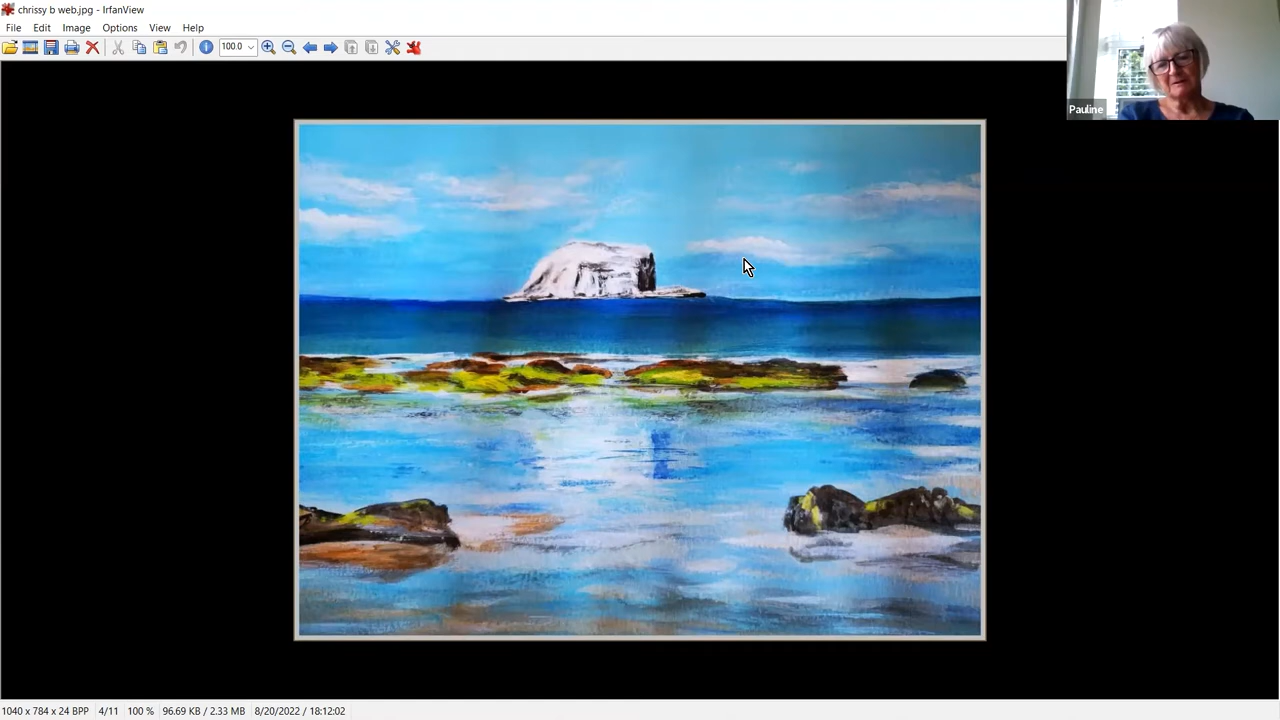 chrissy b web.jpg - IrfanView
File Edit Image Options View Help
100.0
Pauline
1040 x 784 x 24 BPP 4/11 100 % 96.69 KB / 2.33 MB 8/20/2022 / 18:12:02